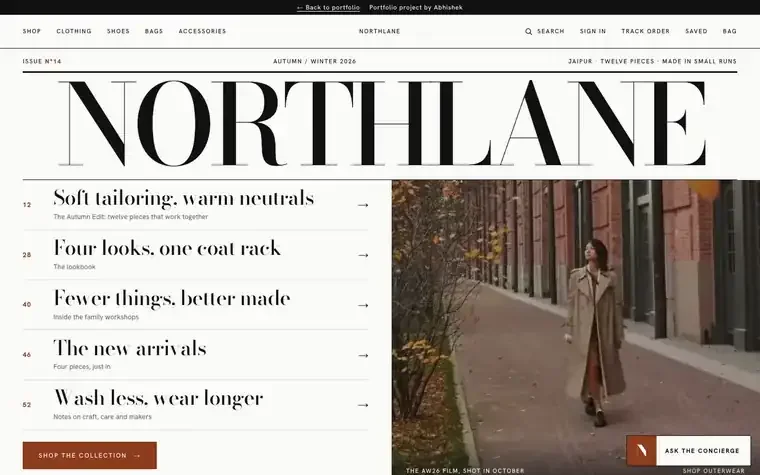 ← Back to portfolio Portfolio project by Abhishek
SHOP CLOTHING SHOES BAGS ACCESSORIES NORTHLANE SEARCH SIGN IN TRACK ORDER SAVED BAG
ISSUE Nº14 AUTUMN / WINTER 2026 JAIPUR · TWELVE PIECES · MADE IN SMALL RUNS
NORTHLANE
12 Soft tailoring, warm neutrals →
The Autumn Edit: twelve pieces that work together
28 Four looks, one coat rack →
The lookbook
40 Fewer things, better made →
Inside the family workshops
46 The new arrivals →
Four pieces, just in
52 Wash less, wear longer →
Notes on craft, care and makers
SHOP THE COLLECTION →
N ASK THE CONCIERGE
THE AW26 FILM, SHOT IN OCTOBER SHOP OUTERWEAR